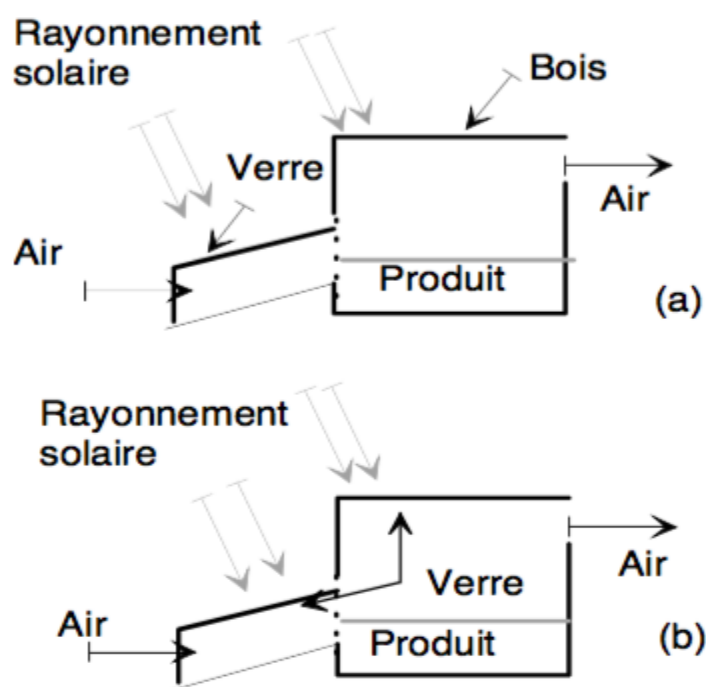 Rayonnement
solaire
Bois
Verre
Air
Air
Produit
(a)
Rayonnement
solaire
Air
Verre
Air
Produit
(b)